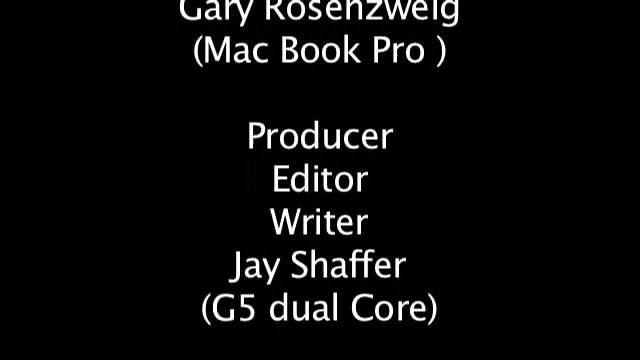 Gary Rosenzweig
(Mac Book Pro )
Producer
Editor
Writer
Jay Shaffer
(G5 dual Core)